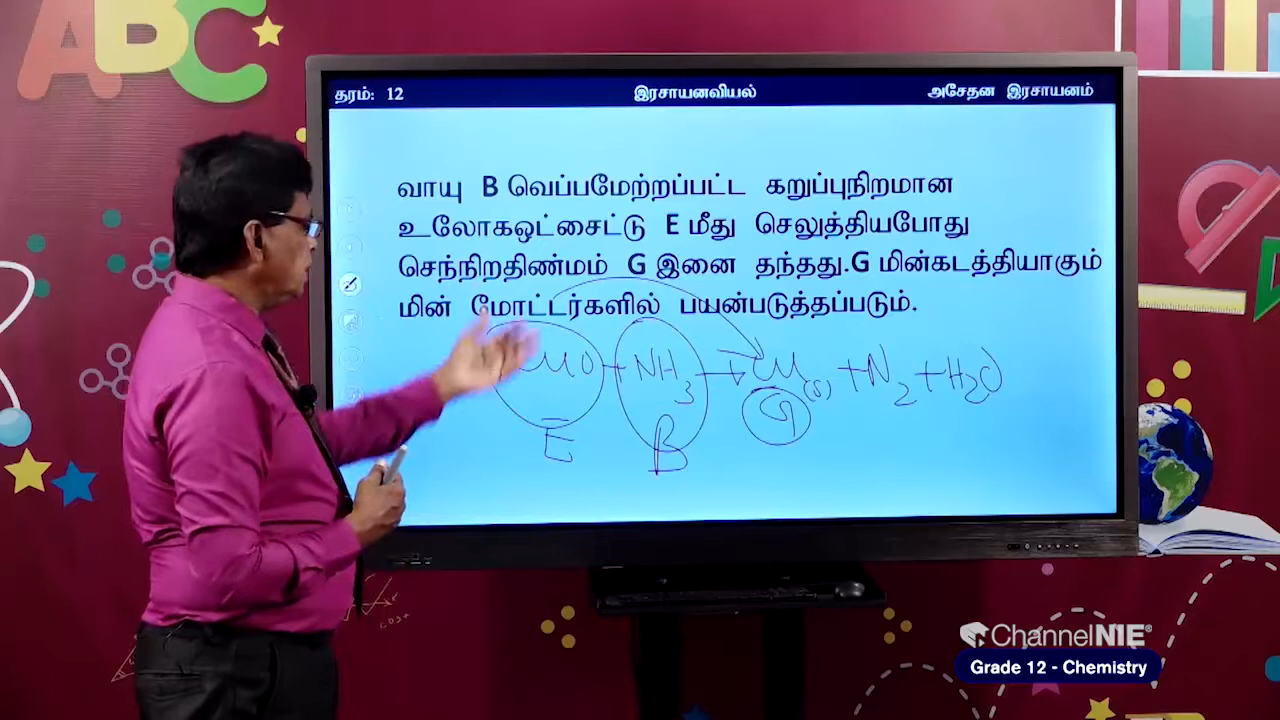 ABC
தரம்: 12 இரசாயனவியல் அசேதன இரசாயனம்
வாயு B வெப்பமேற்றப்பட்ட கறுப்புநிறமான
உலோகஒட்சைட்டு E மீது செலுத்தியபோது
செந்நிறதிண்மம் G இனை தந்தது.G மின்கடத்தியாகும்
மின் மோட்டர்களில் பயன்படுத்தப்படும்.
CuO + NH3 → Cu(s) + N2 + H2O
E B G
ChannelNIE®
Grade 12 - Chemistry